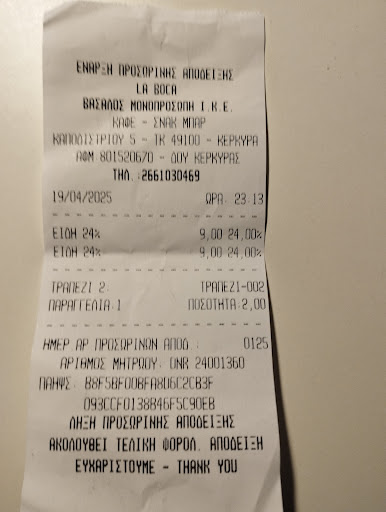 ΕΝΑΡΞΗ ΠΡΟΣΩΡΙΝΗΣ ΑΠΟΔΕΙΞΗΣ
LA BOCA
ΒΑΣΑΛΟΣ ΜΟΝΟΠΡΟΣΩΠΗ Ι.Κ.Ε.
ΚΑΦΕ - ΣΝΑΚ ΜΠΑΡ
ΚΑΠΟΔΙΣΤΡΙΟΥ 5 - ΤΚ 49100 - ΚΕΡΚΥΡΑ
ΑΦΜ 801520670 - ΔΟΥ ΚΕΡΚΥΡΑΣ
ΤΗΛ.:2661030469
19/04/2025 ΩΡΑ: 23:13
ΕΙΔΗ 24% 9,00 24,00%
ΕΙΔΗ 24% 9,00 24,00%
ΤΡΑΠΕΖΙ 2: ΤΡΑΠΕΖΙ-002
ΠΑΡΑΓΓΕΛΙΑ:1 ΠΟΣΟΤΗΤΑ:2,00
ΗΜΕΡ ΑΡ ΠΡΟΣΩΡΙΝΩΝ ΑΠΟΔ.: 0125
ΑΡΙΘΜΟΣ ΜΗΤΡΩΟΥ: DNR 24001360
ΠΑΗΨΣ:
ΛΗΞΗ ΠΡΟΣΩΡΙΝΗΣ ΑΠΟΔΕΙΞΗΣ
ΑΚΟΛΟΥΘΕΙ ΤΕΛΙΚΗ ΦΟΡΟΛ. ΑΠΟΔΕΙΞΗ
ΕΥΧΑΡΙΣΤΟΥΜΕ - THANK YOU